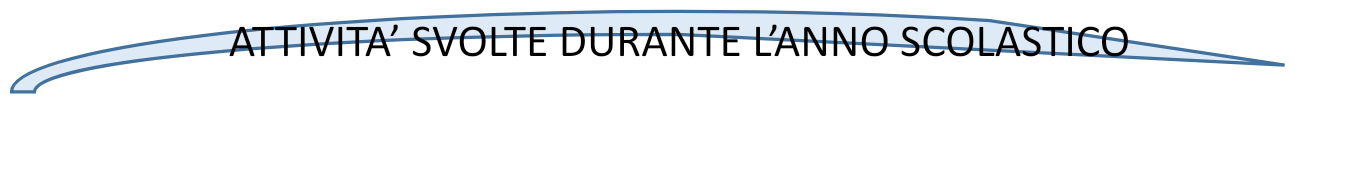 ATTIVITA’ SVOLTE DURANTE L’ANNO SCOLASTICO